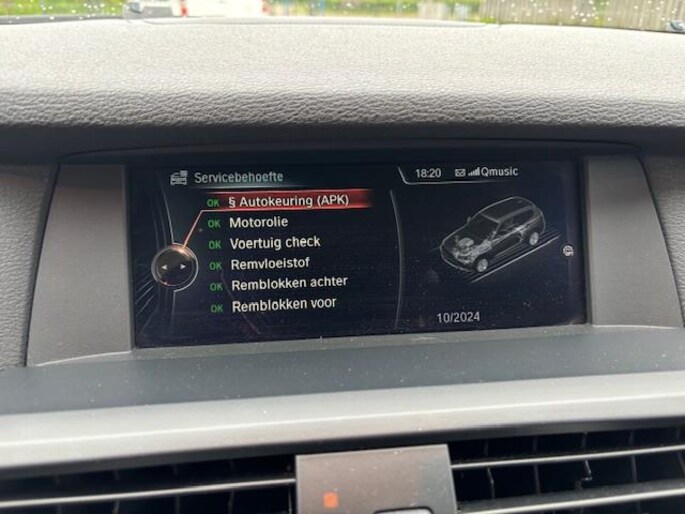 Servicebehoefte
18:20 Qmusic
OK § Autokeuring (APK)
OK Motorolie
OK Voertuig check
OK Remvloeistof
OK Remblokken achter
OK Remblokken voor
10/2024